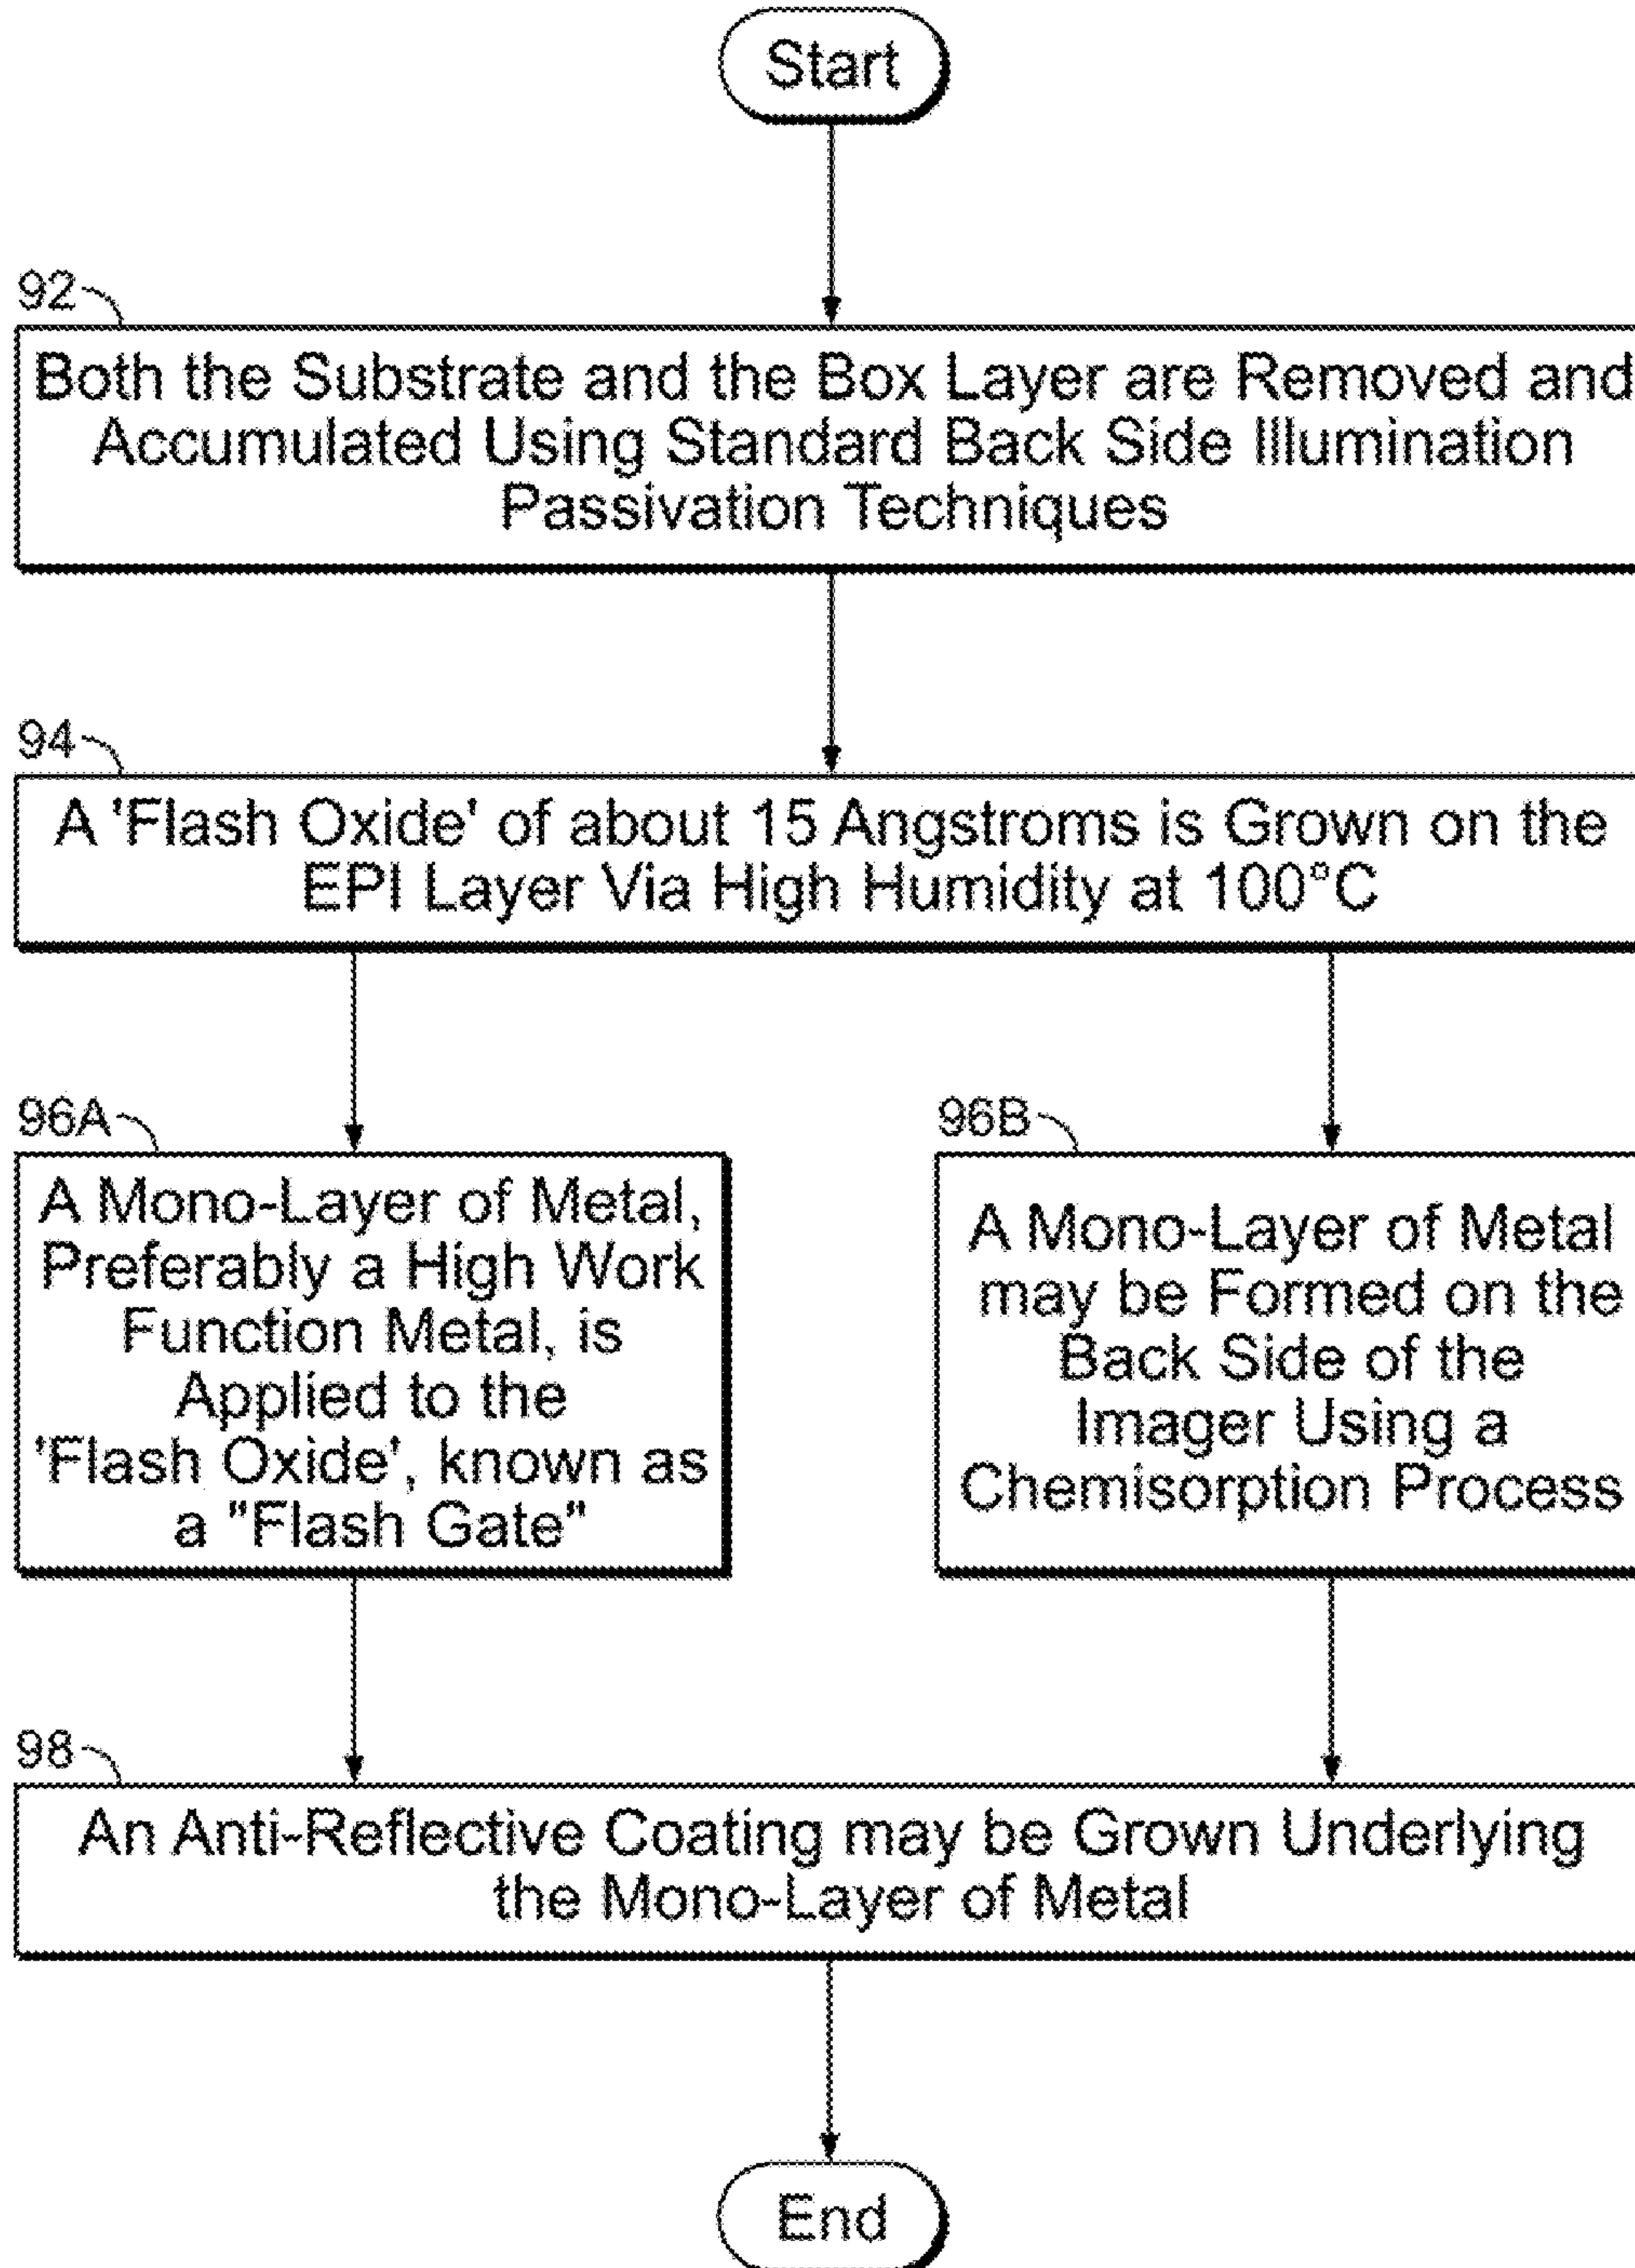 Start
92
Both the Substrate and the Box Layer are Removed and
Accumulated Using Standard Back Side Illumination
Passivation Techniques
94
A 'Flash Oxide' of about 15 Angstroms is Grown on the
EPI Layer Via High Humidity at 100°C
96A
A Mono-Layer of Metal,
Preferably a High Work
Function Metal, is
Applied to the
'Flash Oxide', known as
a "Flash Gate"
96B
A Mono-Layer of Metal
may be Formed on the
Back Side of the
Imager Using a
Chemisorption Process
98
An Anti-Reflective Coating may be Grown Underlying
the Mono-Layer of Metal
End